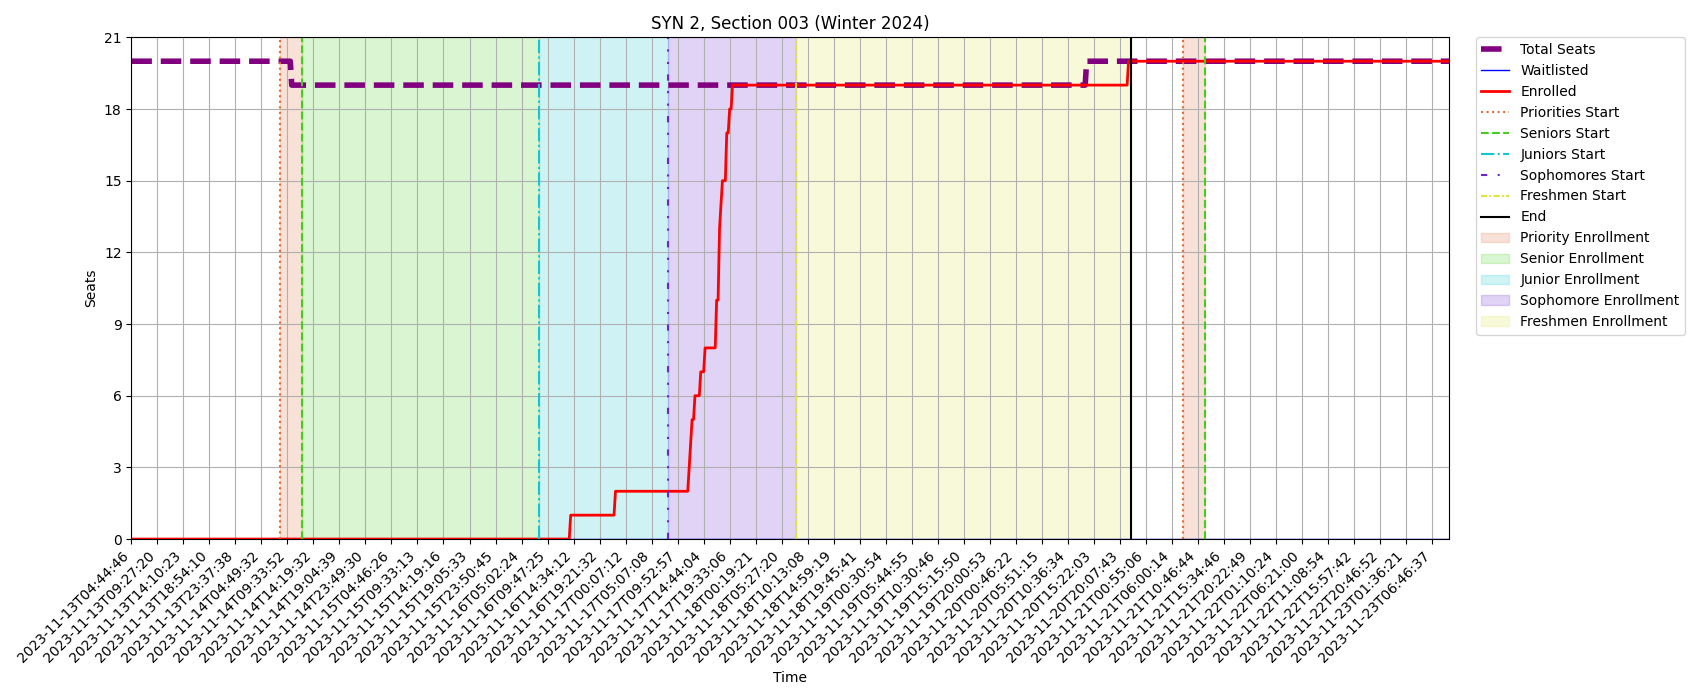 SYN 2, Section 003 (Winter 2024)
21
18
15
12
9
6
3
0
Seats
2023-11-13T04:44:46
2023-11-13T09:27:20
2023-11-13T14:10:23
2023-11-13T18:54:10
2023-11-13T23:37:38
2023-11-14T04:49:32
2023-11-14T09:33:52
2023-11-14T14:19:32
2023-11-14T19:04:39
2023-11-14T23:49:30
2023-11-15T04:46:26
2023-11-15T09:33:13
2023-11-15T14:19:16
2023-11-15T19:05:33
2023-11-15T23:50:45
2023-11-16T05:02:24
2023-11-16T09:47:25
2023-11-16T14:34:12
2023-11-16T19:21:32
2023-11-17T00:07:12
2023-11-17T05:07:08
2023-11-17T09:52:57
2023-11-17T14:44:04
2023-11-17T19:33:06
2023-11-18T00:19:21
2023-11-18T05:27:20
2023-11-18T10:13:08
2023-11-18T14:59:19
2023-11-18T19:45:41
2023-11-19T00:30:54
2023-11-19T05:44:55
2023-11-19T10:30:46
2023-11-19T15:15:50
2023-11-19T20:00:53
2023-11-20T00:46:22
2023-11-20T05:51:15
2023-11-20T10:36:34
2023-11-20T15:22:03
2023-11-20T20:07:43
2023-11-21T00:55:06
2023-11-21T06:00:14
2023-11-21T10:46:44
2023-11-21T15:34:46
2023-11-21T20:22:49
2023-11-22T01:10:24
2023-11-22T06:21:00
2023-11-22T11:08:54
2023-11-22T15:57:42
2023-11-22T20:46:52
2023-11-23T01:36:21
2023-11-23T06:46:37
Time
Total Seats
Waitlisted
Enrolled
Priorities Start
Seniors Start
Juniors Start
Sophomores Start
Freshmen Start
End
Priority Enrollment
Senior Enrollment
Junior Enrollment
Sophomore Enrollment
Freshmen Enrollment